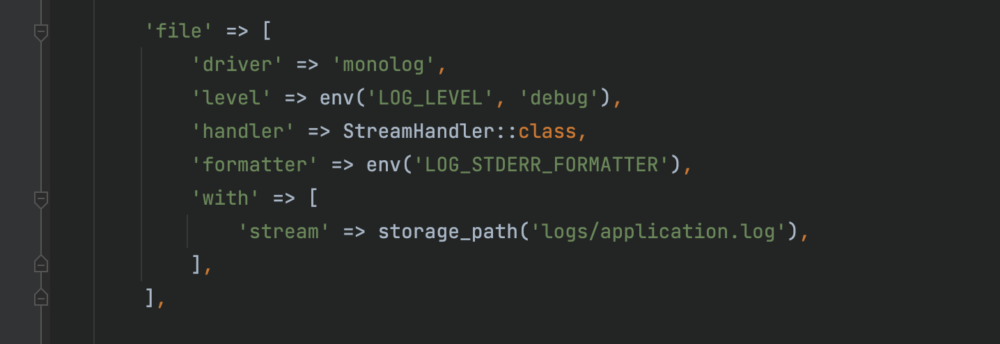 'file' => [
'driver' => 'monolog',
'level' => env('LOG_LEVEL', 'debug'),
'handler' => StreamHandler::class,
'formatter' => env('LOG_STDERR_FORMATTER'),
'with' => [
'stream' => storage_path('logs/application.log'),
],
],